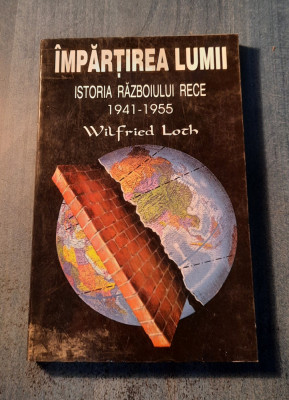 ÎMPĂRȚIREA LUMII
ISTORIA RĂZBOIULUI RECE
1941-1955
Wilfried Loth